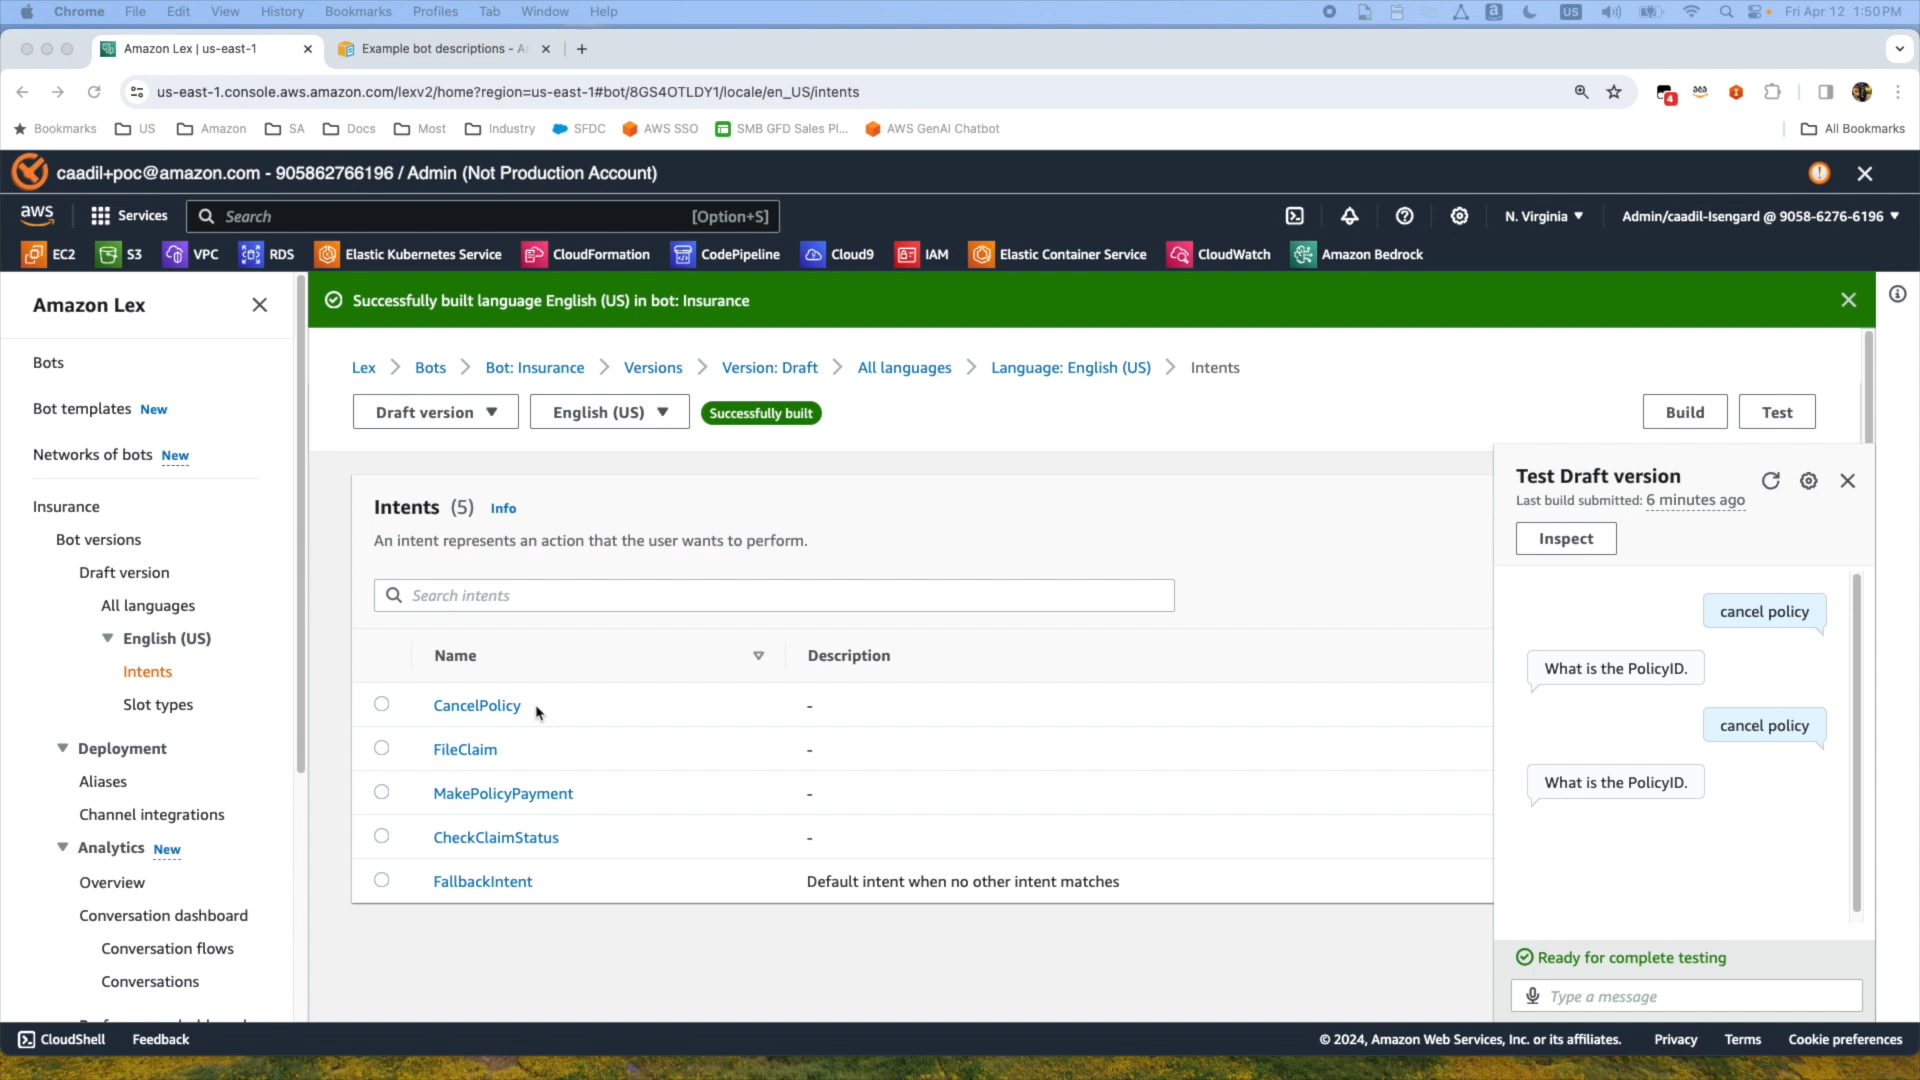 Chrome File Edit View History Bookmarks Profiles Tab Window Help US Fri Apr 12 1:50 PM
Amazon Lex | us-east-1 Example bot descriptions - A
us-east-1.console.aws.amazon.com/lexv2/home?region=us-east-1#bot/8GS4OTLDY1/locale/en_US/intents 4
Bookmarks US Amazon SA Docs Most Industry SFDC AWS SSO SMB GFD Sales Pl... AWS GenAI Chatbot All Bookmarks
caadil+poc@amazon.com - 905862766196 / Admin (Not Production Account)
aws Services Search [Option+S] N. Virginia Admin/caadil-Isengard @ 9058-6276-6196
EC2 S3 VPC RDS Elastic Kubernetes Service CloudFormation CodePipeline Cloud9 IAM Elastic Container Service CloudWatch Amazon Bedrock
Amazon Lex
Bots
Bot templates New
Networks of bots New
Insurance
Bot versions
Draft version
All languages
English (US)
Intents
Slot types
Deployment
Aliases
Channel integrations
Analytics New
Overview
Conversation dashboard
Conversation flows
Conversations
Successfully built language English (US) in bot: Insurance
Lex Bots Bot: Insurance Versions Version: Draft All languages Language: English (US) Intents
Draft version English (US) Successfully built Build Test
Intents (5) Info
An intent represents an action that the user wants to perform.
Search intents
Name Description
CancelPolicy -
FileClaim -
MakePolicyPayment -
CheckClaimStatus -
FallbackIntent Default intent when no other intent matches
Test Draft version
Last build submitted: 6 minutes ago
Inspect
cancel policy
What is the PolicyID.
cancel policy
What is the PolicyID.
Ready for complete testing
Type a message
CloudShell Feedback © 2024, Amazon Web Services, Inc. or its affiliates. Privacy Terms Cookie preferences